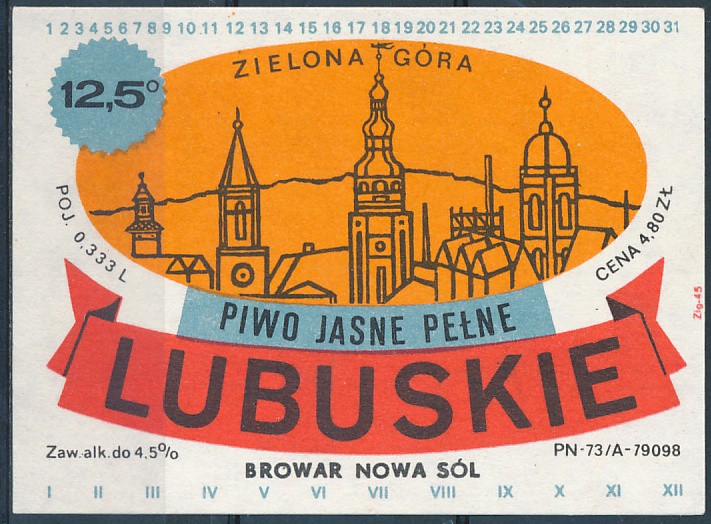 1 2 3 4 5 6 7 8 9 10 11 12 13 14 15 16 17 18 19 20 21 22 23 24 25 26 27 28 29 30 31
ZIELONA GÓRA
12,5°
POJ. 0,333 L
CENA 4,80 ZŁ
Zlg-45
PIWO JASNE PEŁNE
LUBUSKIE
Zaw.alk.do 4,5%
PN-73/A-79098
BROWAR NOWA SÓL
I II III IV V VI VII VIII IX X XI XII